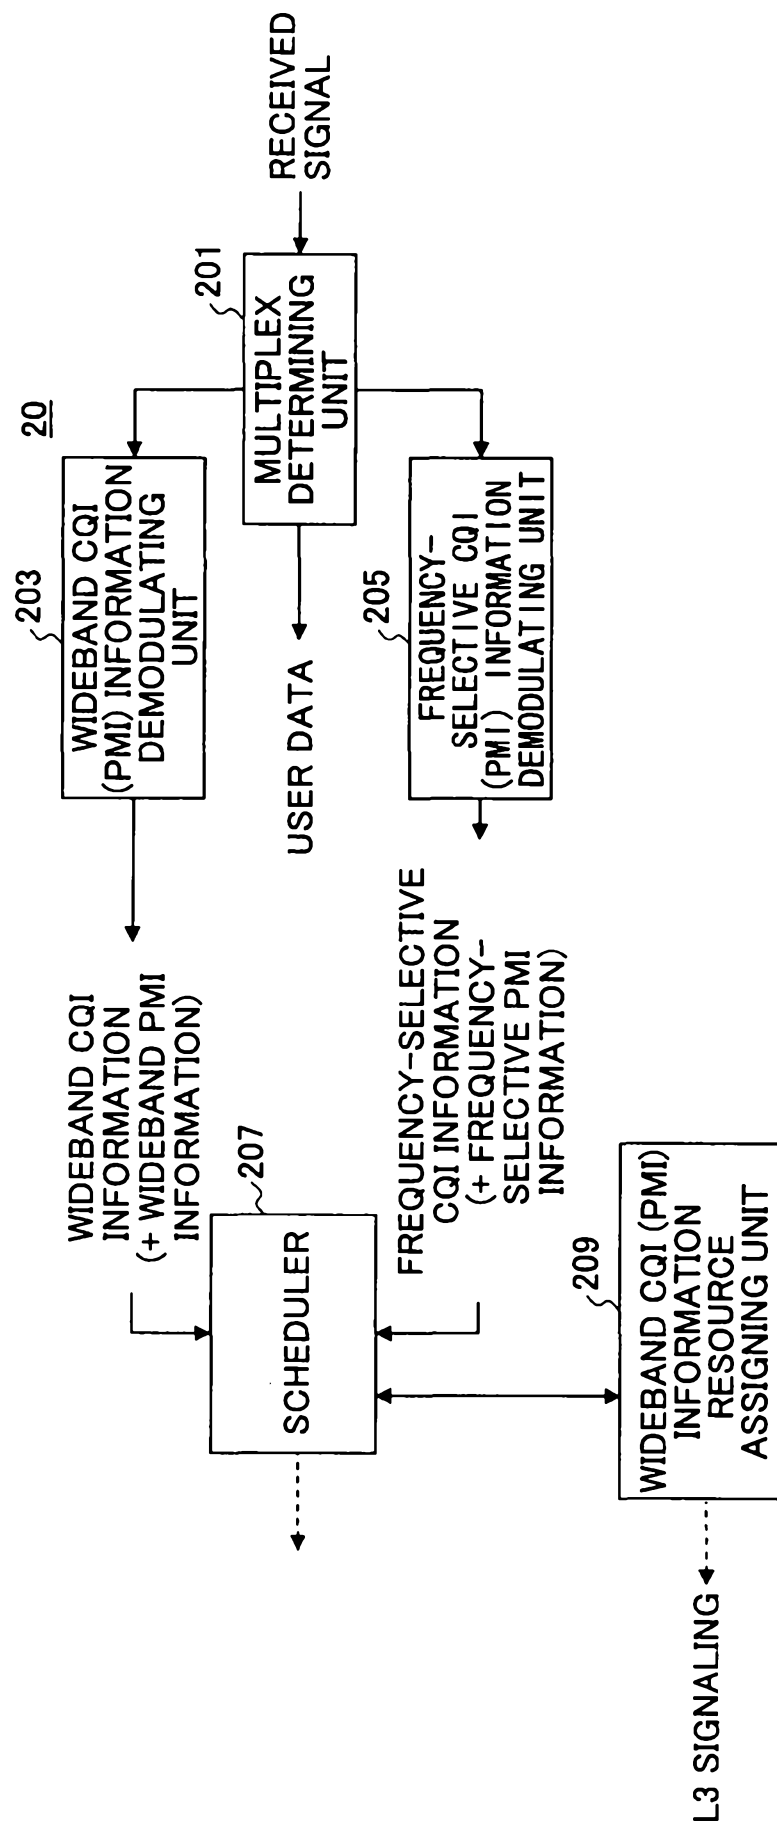 RECEIVED
SIGNAL
20
201
MULTIPLEX
DETERMINING
UNIT
203
WIDEBAND CQI
(PMI) INFORMATION
DEMODULATING
UNIT
USER DATA
205
FREQUENCY-
SELECTIVE CQI
(PMI) INFORMATION
DEMODULATING UNIT
WIDEBAND CQI
INFORMATION
(+ WIDEBAND PMI
INFORMATION)
FREQUENCY-SELECTIVE
CQI INFORMATION
(+ FREQUENCY-
SELECTIVE PMI
INFORMATION)
207
SCHEDULER
209
WIDEBAND CQI (PMI)
INFORMATION
RESOURCE
ASSIGNING UNIT
L3 SIGNALING